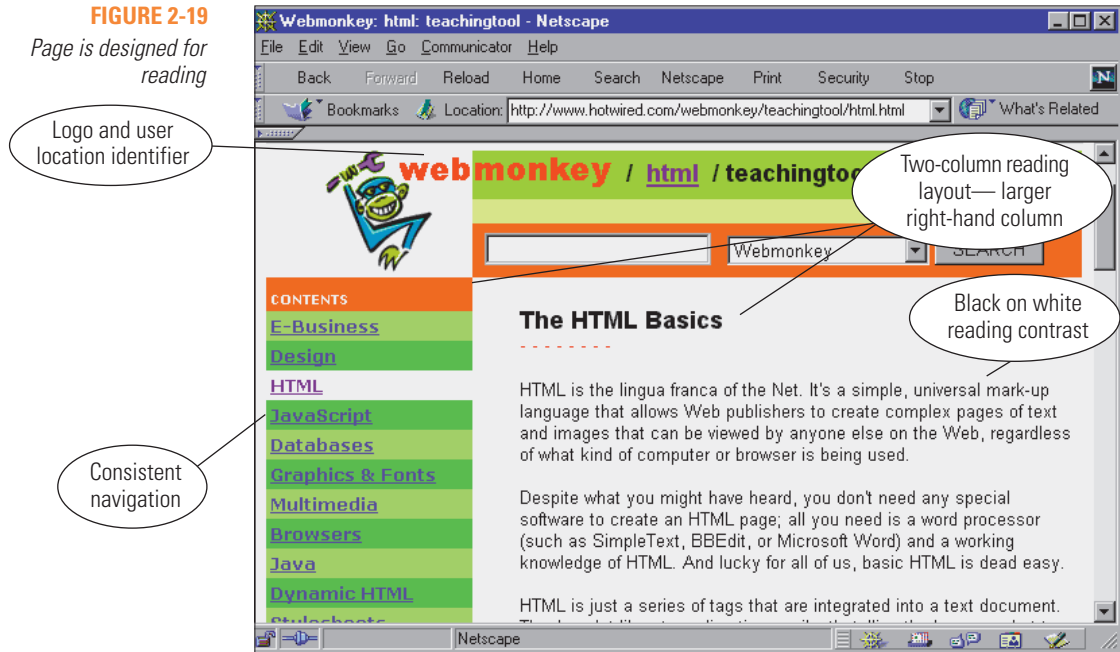 FIGURE 2-19
Page is designed for
reading
Logo and user
location identifier
Consistent
navigation
Webmonkey: html: teachingtool - Netscape
File Edit View Go Communicator Help
Back Forward Reload Home Search Netscape Print Security Stop
N
Bookmarks Location: http://www.hotwired.com/webmonkey/teachingtool/html.html What's Related
webmonkey / html /
Two-column reading
layout— larger
right-hand column
Webmonkey
SEARCH
Black on white
reading contrast
CONTENTS
E-Business
Design
HTML
JavaScript
Databases
Graphics & Fonts
Multimedia
Browsers
Java
Dynamic HTML
Stylesheets
The HTML Basics
HTML is the lingua franca of the Net. It's a simple, universal mark-up
language that allows Web publishers to create complex pages of text
and images that can be viewed by anyone else on the Web, regardless
of what kind of computer or browser is being used.
Despite what you might have heard, you don't need any special
software to create an HTML page; all you need is a word processor
(such as SimpleText, BBEdit, or Microsoft Word) and a working
knowledge of HTML. And lucky for all of us, basic HTML is dead easy.
HTML is just a series of tags that are integrated into a text document.
Netscape